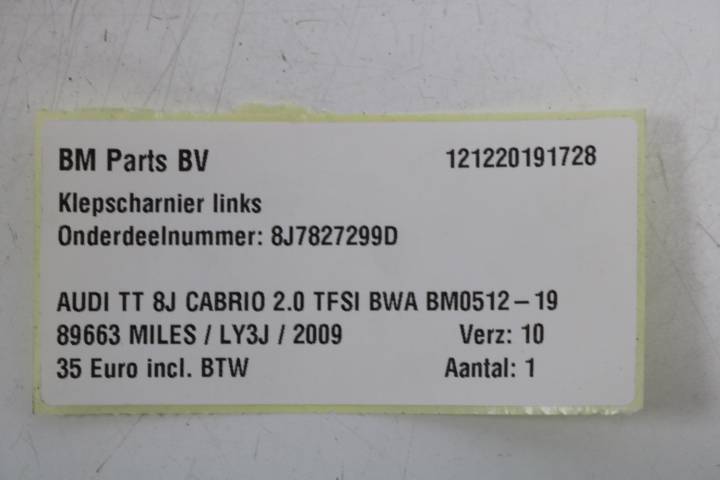 BM Parts BV 121220191728
Klepscharnier links
Onderdeelnummer: 8J7827299D
AUDI TT 8J CABRIO 2.0 TFSI BWA BM0512-19
89663 MILES / LY3J / 2009 Verz: 10
35 Euro incl. BTW Aantal: 1